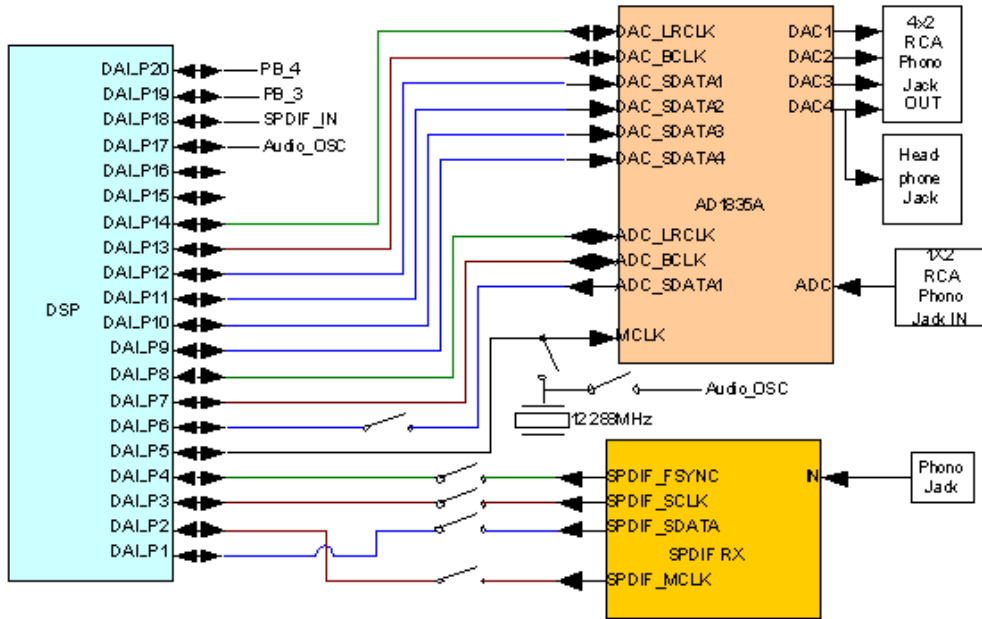 DSP
DAI_P20
DAI_P19
DAI_P18
DAI_P17
DAI_P16
DAI_P15
DAI_P14
DAI_P13
DAI_P12
DAI_P11
DAI_P10
DAI_P9
DAI_P8
DAI_P7
DAI_P6
DAI_P5
DAI_P4
DAI_P3
DAI_P2
DAI_P1
PB_4
PB_3
SPDIF_IN
Audio_OSC
DAC_LRCLK
DAC_BCLK
DAC_SDATA1
DAC_SDATA2
DAC_SDATA3
DAC_SDATA4
AD1835A
ADC_LRCLK
ADC_BCLK
ADC_SDATA1
MCLK
DAC1
DAC2
DAC3
DAC4
ADC
4x2
RCA
Phono
Jack
OUT
Head
phone
Jack
1X2
RCA
Phono
Jack IN
Audio_OSC
12288MHz
SPDIF_FSYNC
SPDIF_SCLK
SPDIF_SDATA
SPDIF RX
SPDIF_MCLK
IN
Phono
Jack